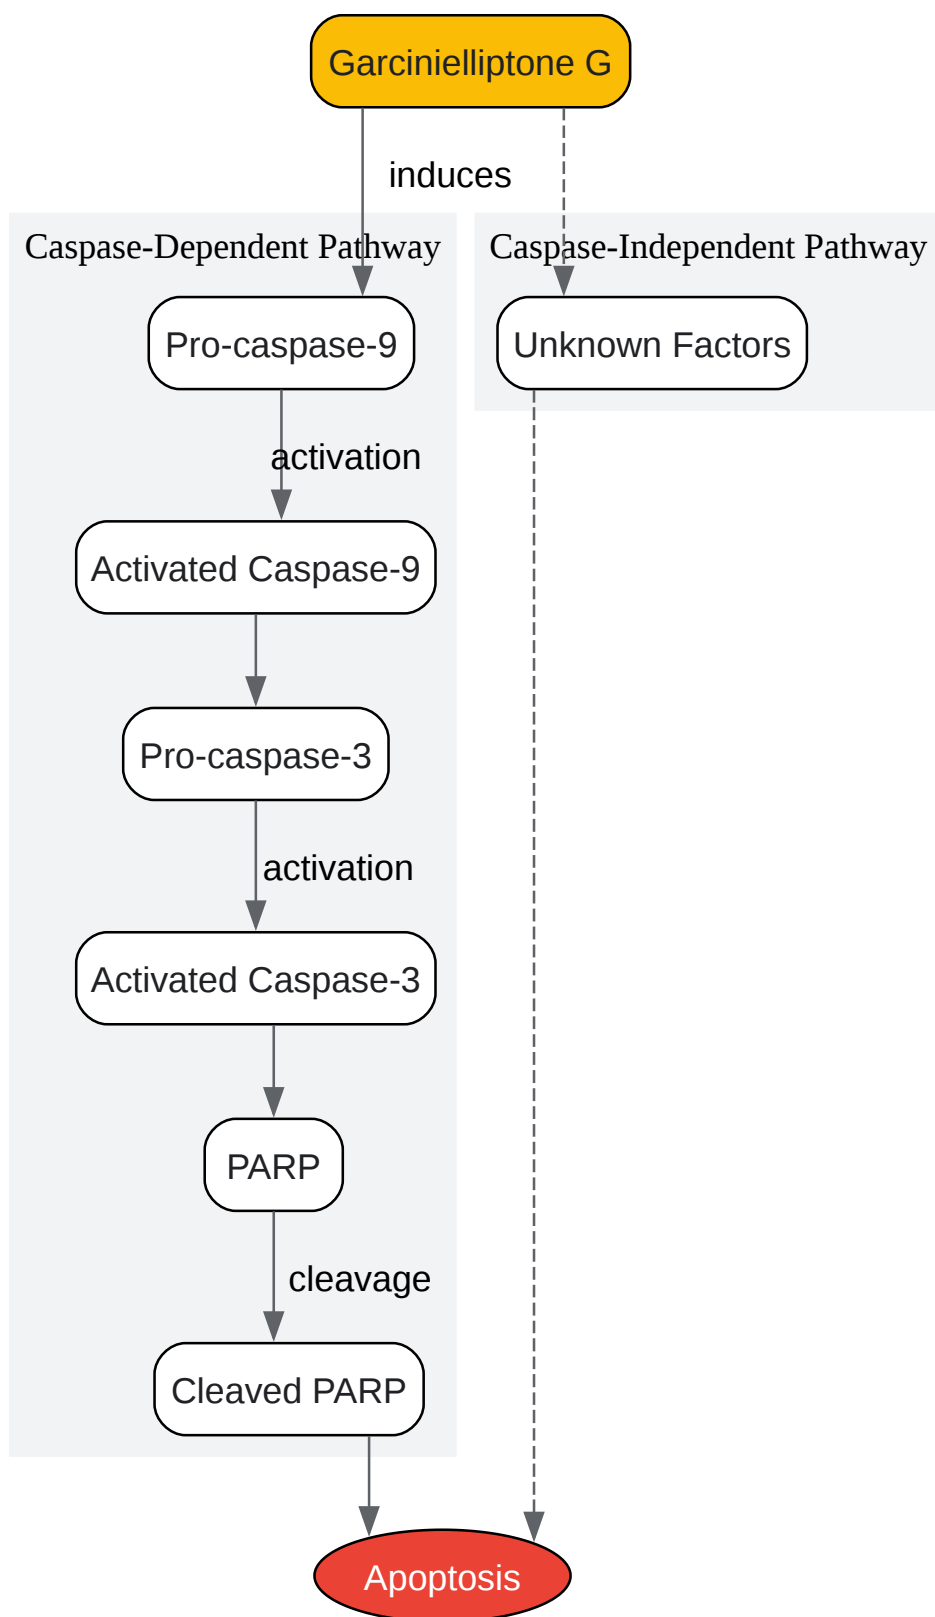 Garcinielliptone G
induces
Caspase-Dependent Pathway
Caspase-Independent Pathway
Pro-caspase-9
Unknown Factors
activation
Activated Caspase-9
Pro-caspase-3
activation
Activated Caspase-3
PARP
cleavage
Cleaved PARP
Apoptosis